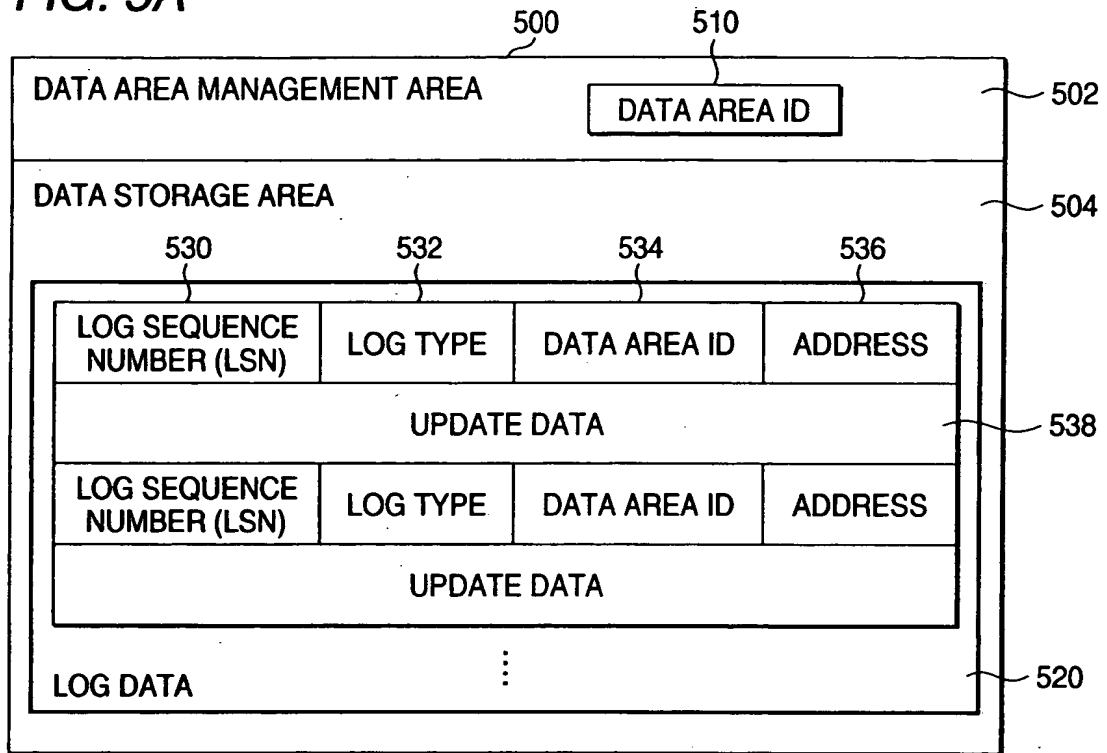 500 510
DATA AREA MANAGEMENT AREA
DATA AREA ID
502
DATA STORAGE AREA
504
530 532 534 536
LOG SEQUENCE NUMBER (LSN) LOG TYPE DATA AREA ID ADDRESS
UPDATE DATA
538
LOG SEQUENCE NUMBER (LSN) LOG TYPE DATA AREA ID ADDRESS
UPDATE DATA
LOG DATA
520